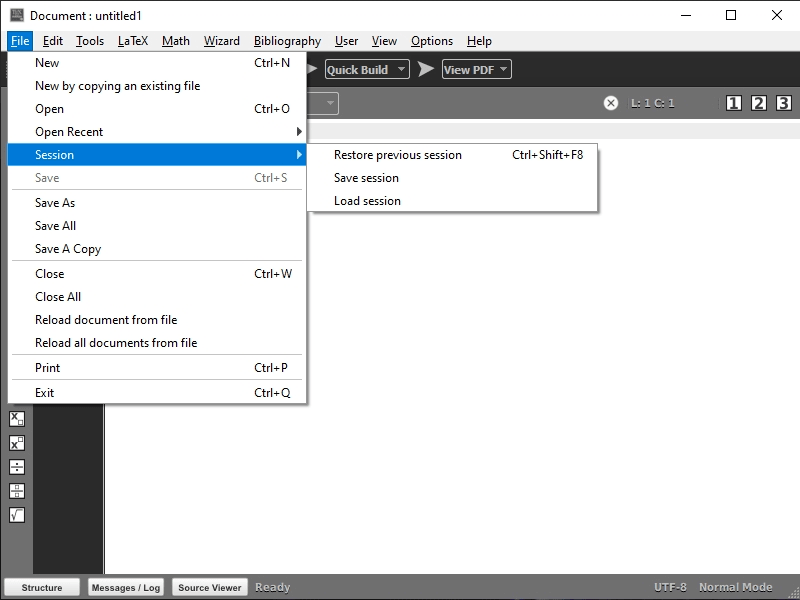 Document : untitled1
File Edit Tools LaTeX Math Wizard Bibliography User View Options Help
New Ctrl+N
Quick Build View PDF
New by copying an existing file
Open Ctrl+O
L: 1 C: 1 1 2 3
Open Recent
Session
Restore previous session Ctrl+Shift+F8
Save Ctrl+S
Save session
Save As
Load session
Save All
Save A Copy
Close Ctrl+W
Close All
Reload document from file
Reload all documents from file
Print Ctrl+P
Exit Ctrl+Q
Structure Messages / Log Source Viewer Ready UTF-8 Normal Mode